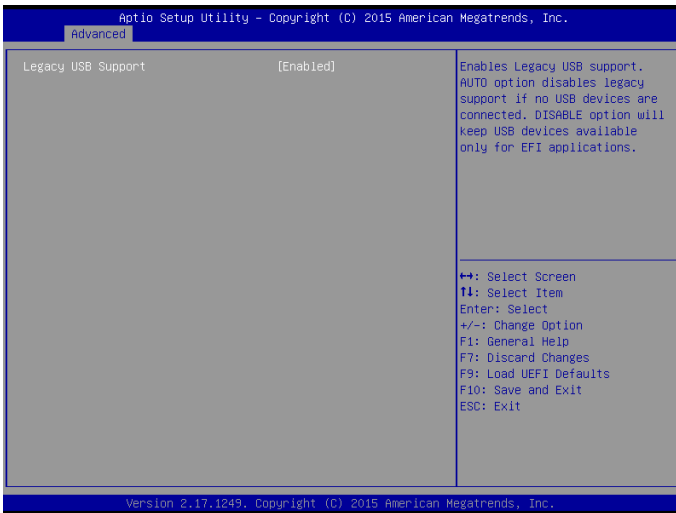 Aptio Setup Utility – Copyright (C) 2015 American Megatrends, Inc.
Advanced
Legacy USB Support [Enabled]
Enables Legacy USB support.
AUTO option disables legacy
support if no USB devices are
connected. DISABLE option will
keep USB devices available
only for EFI applications.
↔: Select Screen
↑↓: Select Item
Enter: Select
+/-: Change Option
F1: General Help
F7: Discard Changes
F9: Load UEFI Defaults
F10: Save and Exit
ESC: Exit
Version 2.17.1249. Copyright (C) 2015 American Megatrends, Inc.